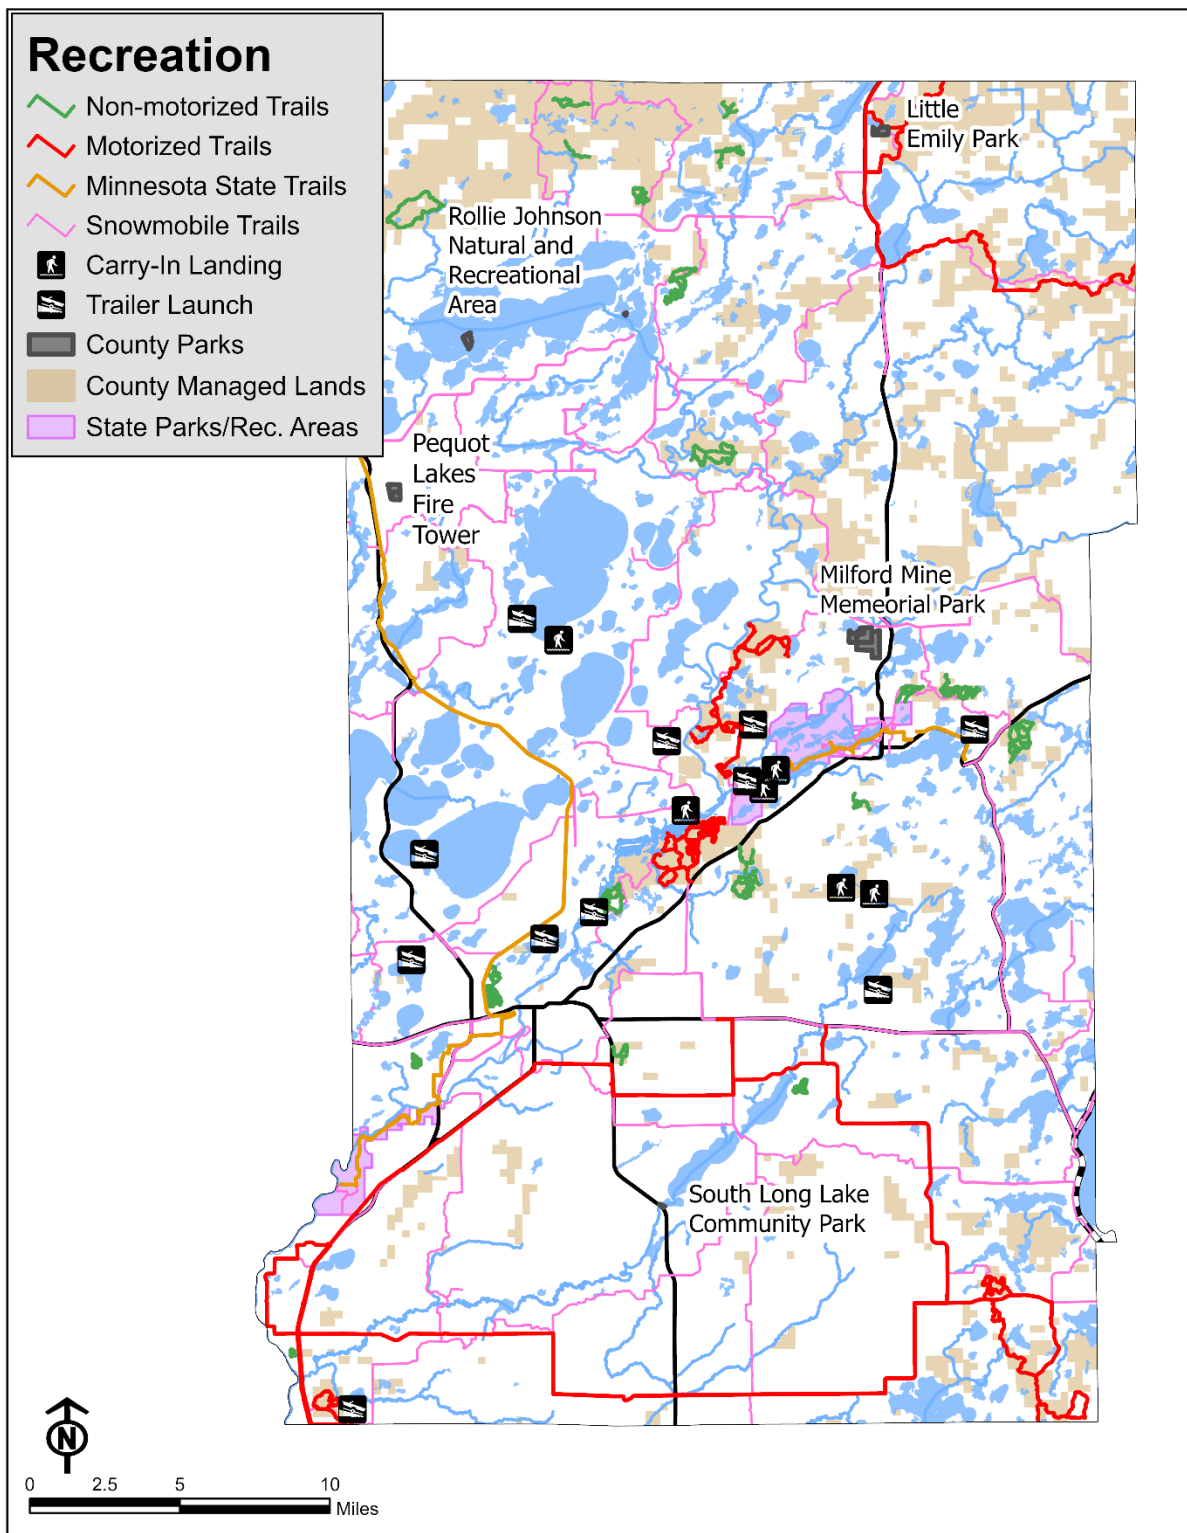 Recreation
Non-motorized Trails
Motorized Trails
Minnesota State Trails
Snowmobile Trails
Carry-In Landing
Trailer Launch
County Parks
County Managed Lands
State Parks/Rec. Areas
Little
Emily Park
Rollie Johnson
Natural and
Recreational
Area
Pequot
Lakes
Fire
Tower
Milford Mine
Memeorial Park
South Long Lake
Community Park
N
0 2.5 5 10
Miles